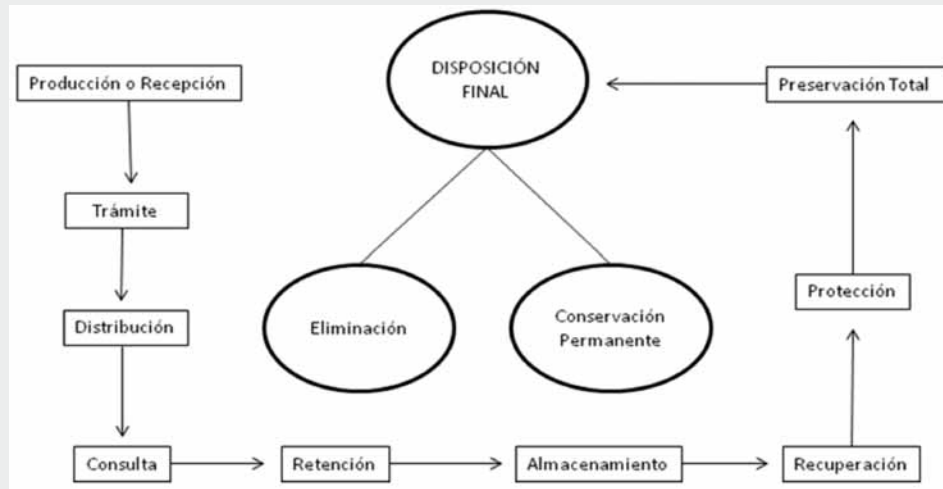 Producción o Recepción
Trámite
Distribución
Consulta
Retención
Almacenamiento
Recuperación
Protección
Preservación Total
DISPOSICIÓN
FINAL
Eliminación
Conservación
Permanente